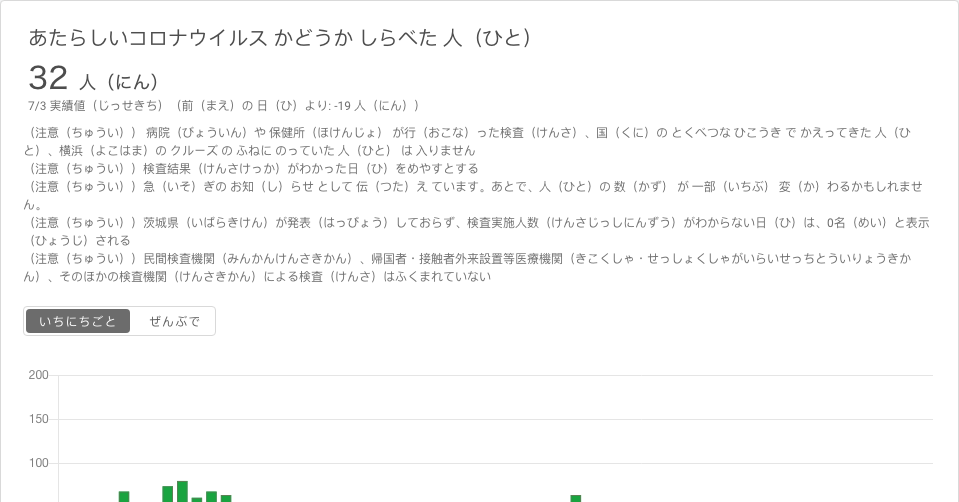 あたらしいコロナウイルス かどうか しらべた 人（ひと）
32 人（にん）
7/3 実績値（じっせきち）（前（まえ）の 日（ひ）より: -19 人（にん））
（注意（ちゅうい）） 病院（びょういん）や 保健所（ほけんじょ） が行（おこな）った検査（けんさ）、国（くに）の とくべつな ひこうき で かえってきた 人（ひ
と）、横浜（よこはま）の クルーズ の ふねに のっていた 人（ひと） は 入りません
（注意（ちゅうい））検査結果（けんさけっか）がわかった日（ひ）をめやすとする
（注意（ちゅうい））急（いそ）ぎの お知（し）らせ として 伝（つた）え ています。あとで、人（ひと）の 数（かず） が 一部（いちぶ） 変（か）わるかもしれませ
ん。
（注意（ちゅうい））茨城県（いばらきけん）が発表（はっぴょう）しておらず、検査実施人数（けんさじっしにんずう）がわからない日（ひ）は、0名（めい）と表示
（ひょうじ）される
（注意（ちゅうい））民間検査機関（みんかんけんさきかん）、帰国者・接触者外来設置等医療機関（きこくしゃ・せっしょくしゃがいらいせっちとういりょうきか
ん）、そのほかの検査機関（けんさきかん）による検査（けんさ）はふくまれていない
いちにちごと ぜんぶで
200
150
100